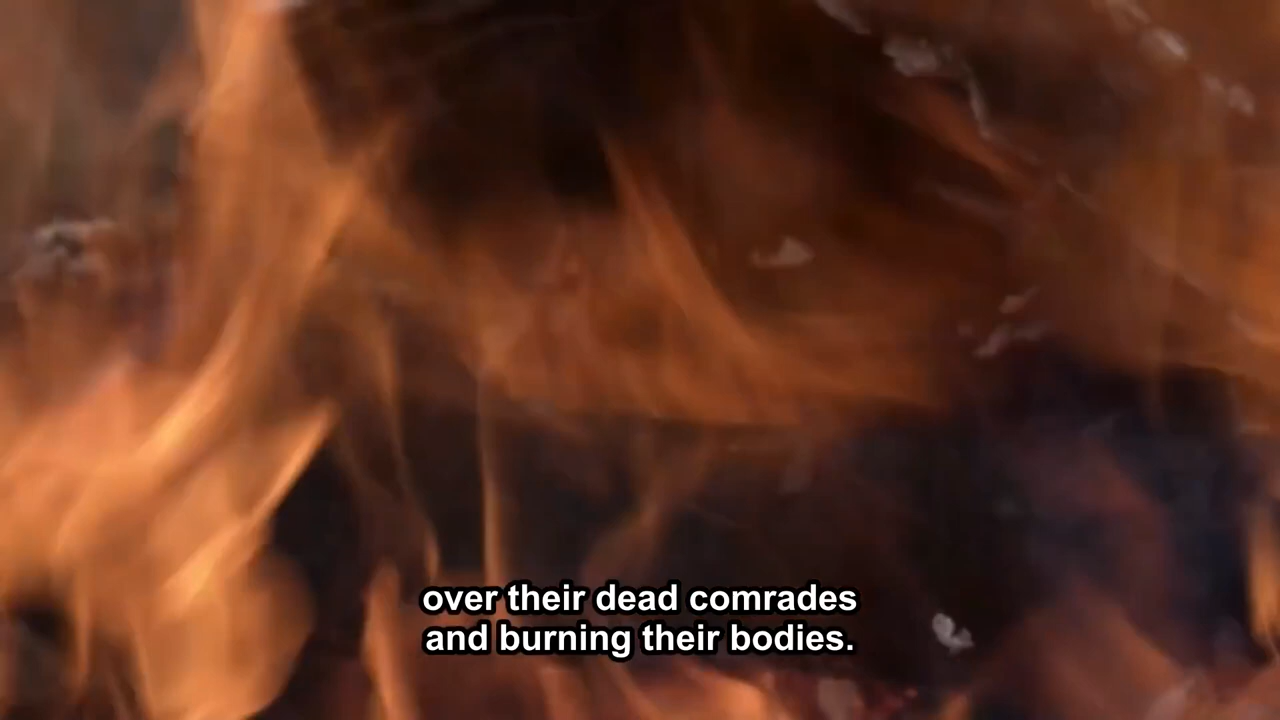 over their dead comrades
and burning their bodies.